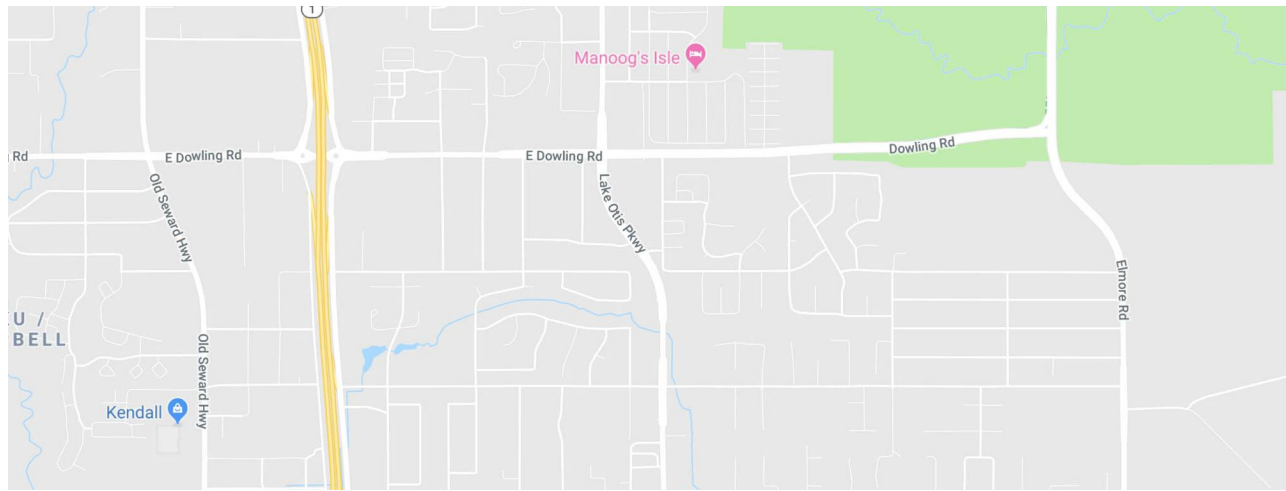 1
Manoog's Isle
Rd
E Dowling Rd
E Dowling Rd
Dowling Rd
Old Seward Hwy
Lake Otis Pkwy
Elmore Rd
U /
BELL
Old Seward Hwy
Kendall